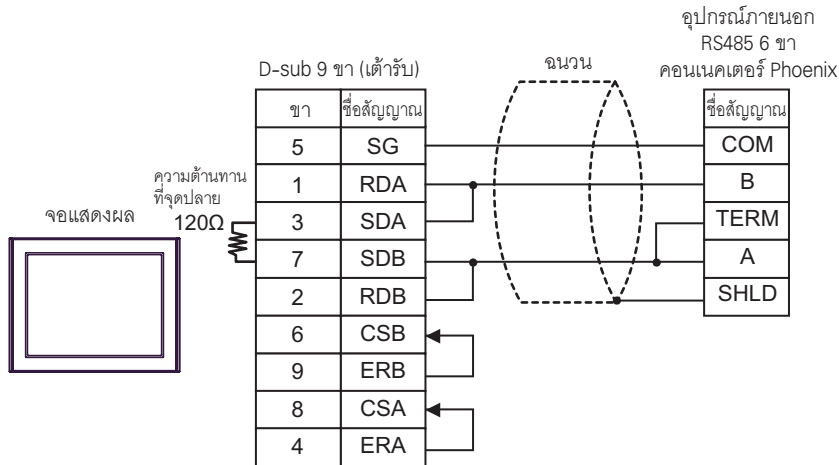 อุปกรณ์ภายนอก
RS485 6 ขา
คอนเนคเตอร์ Phoenix
D-sub 9 ขา (เต้ารับ)
ฉนวน
ขา ชื่อสัญญาณ
ชื่อสัญญาณ
5 SG
COM
1 RDA
B
3 SDA
TERM
7 SDB
A
2 RDB
SHLD
6 CSB
9 ERB
8 CSA
4 ERA
ความต้านทาน
ที่จุดปลาย
120Ω
จอแสดงผล